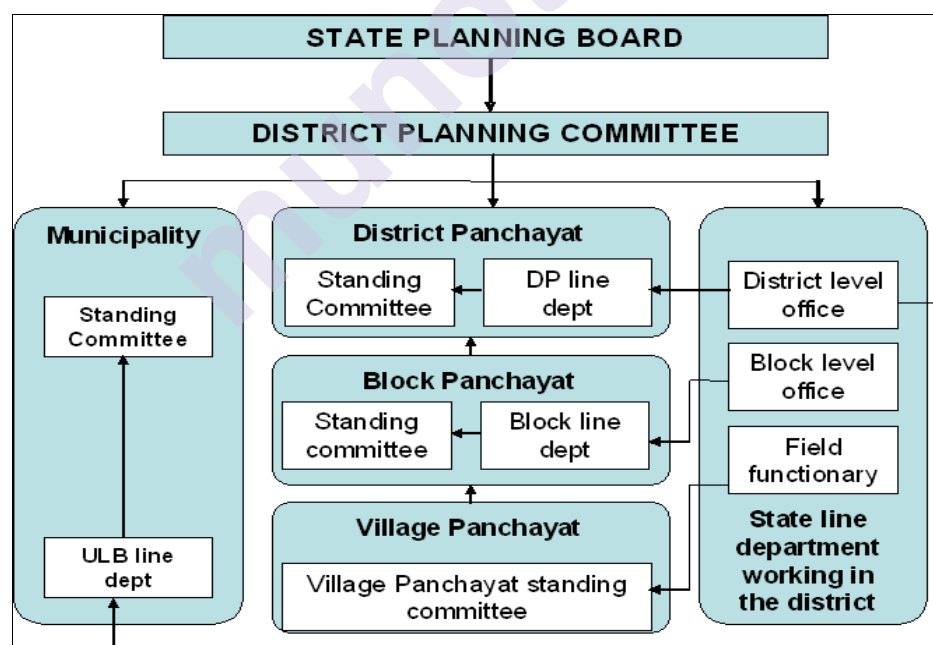 STATE PLANNING BOARD
DISTRICT PLANNING COMMITTEE
Municipality
Standing
Committee
ULB line
dept
District Panchayat
Standing
Committee
DP line
dept
Block Panchayat
Standing
committee
Block line
dept
Village Panchayat
Village Panchayat standing
committee
District level
office
Block level
office
Field
functionary
State line
department
working in
the district